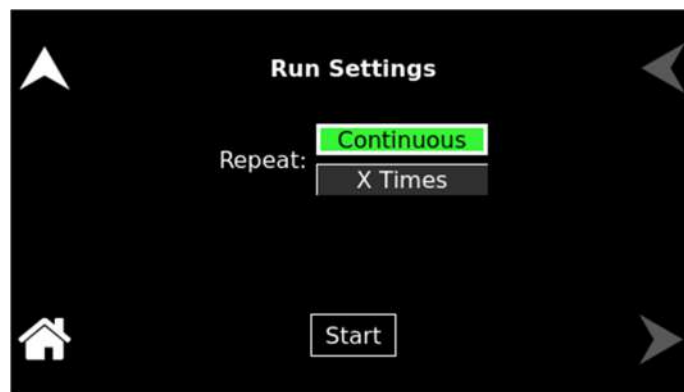 Run Settings
Repeat:
Continuous
X Times
Start